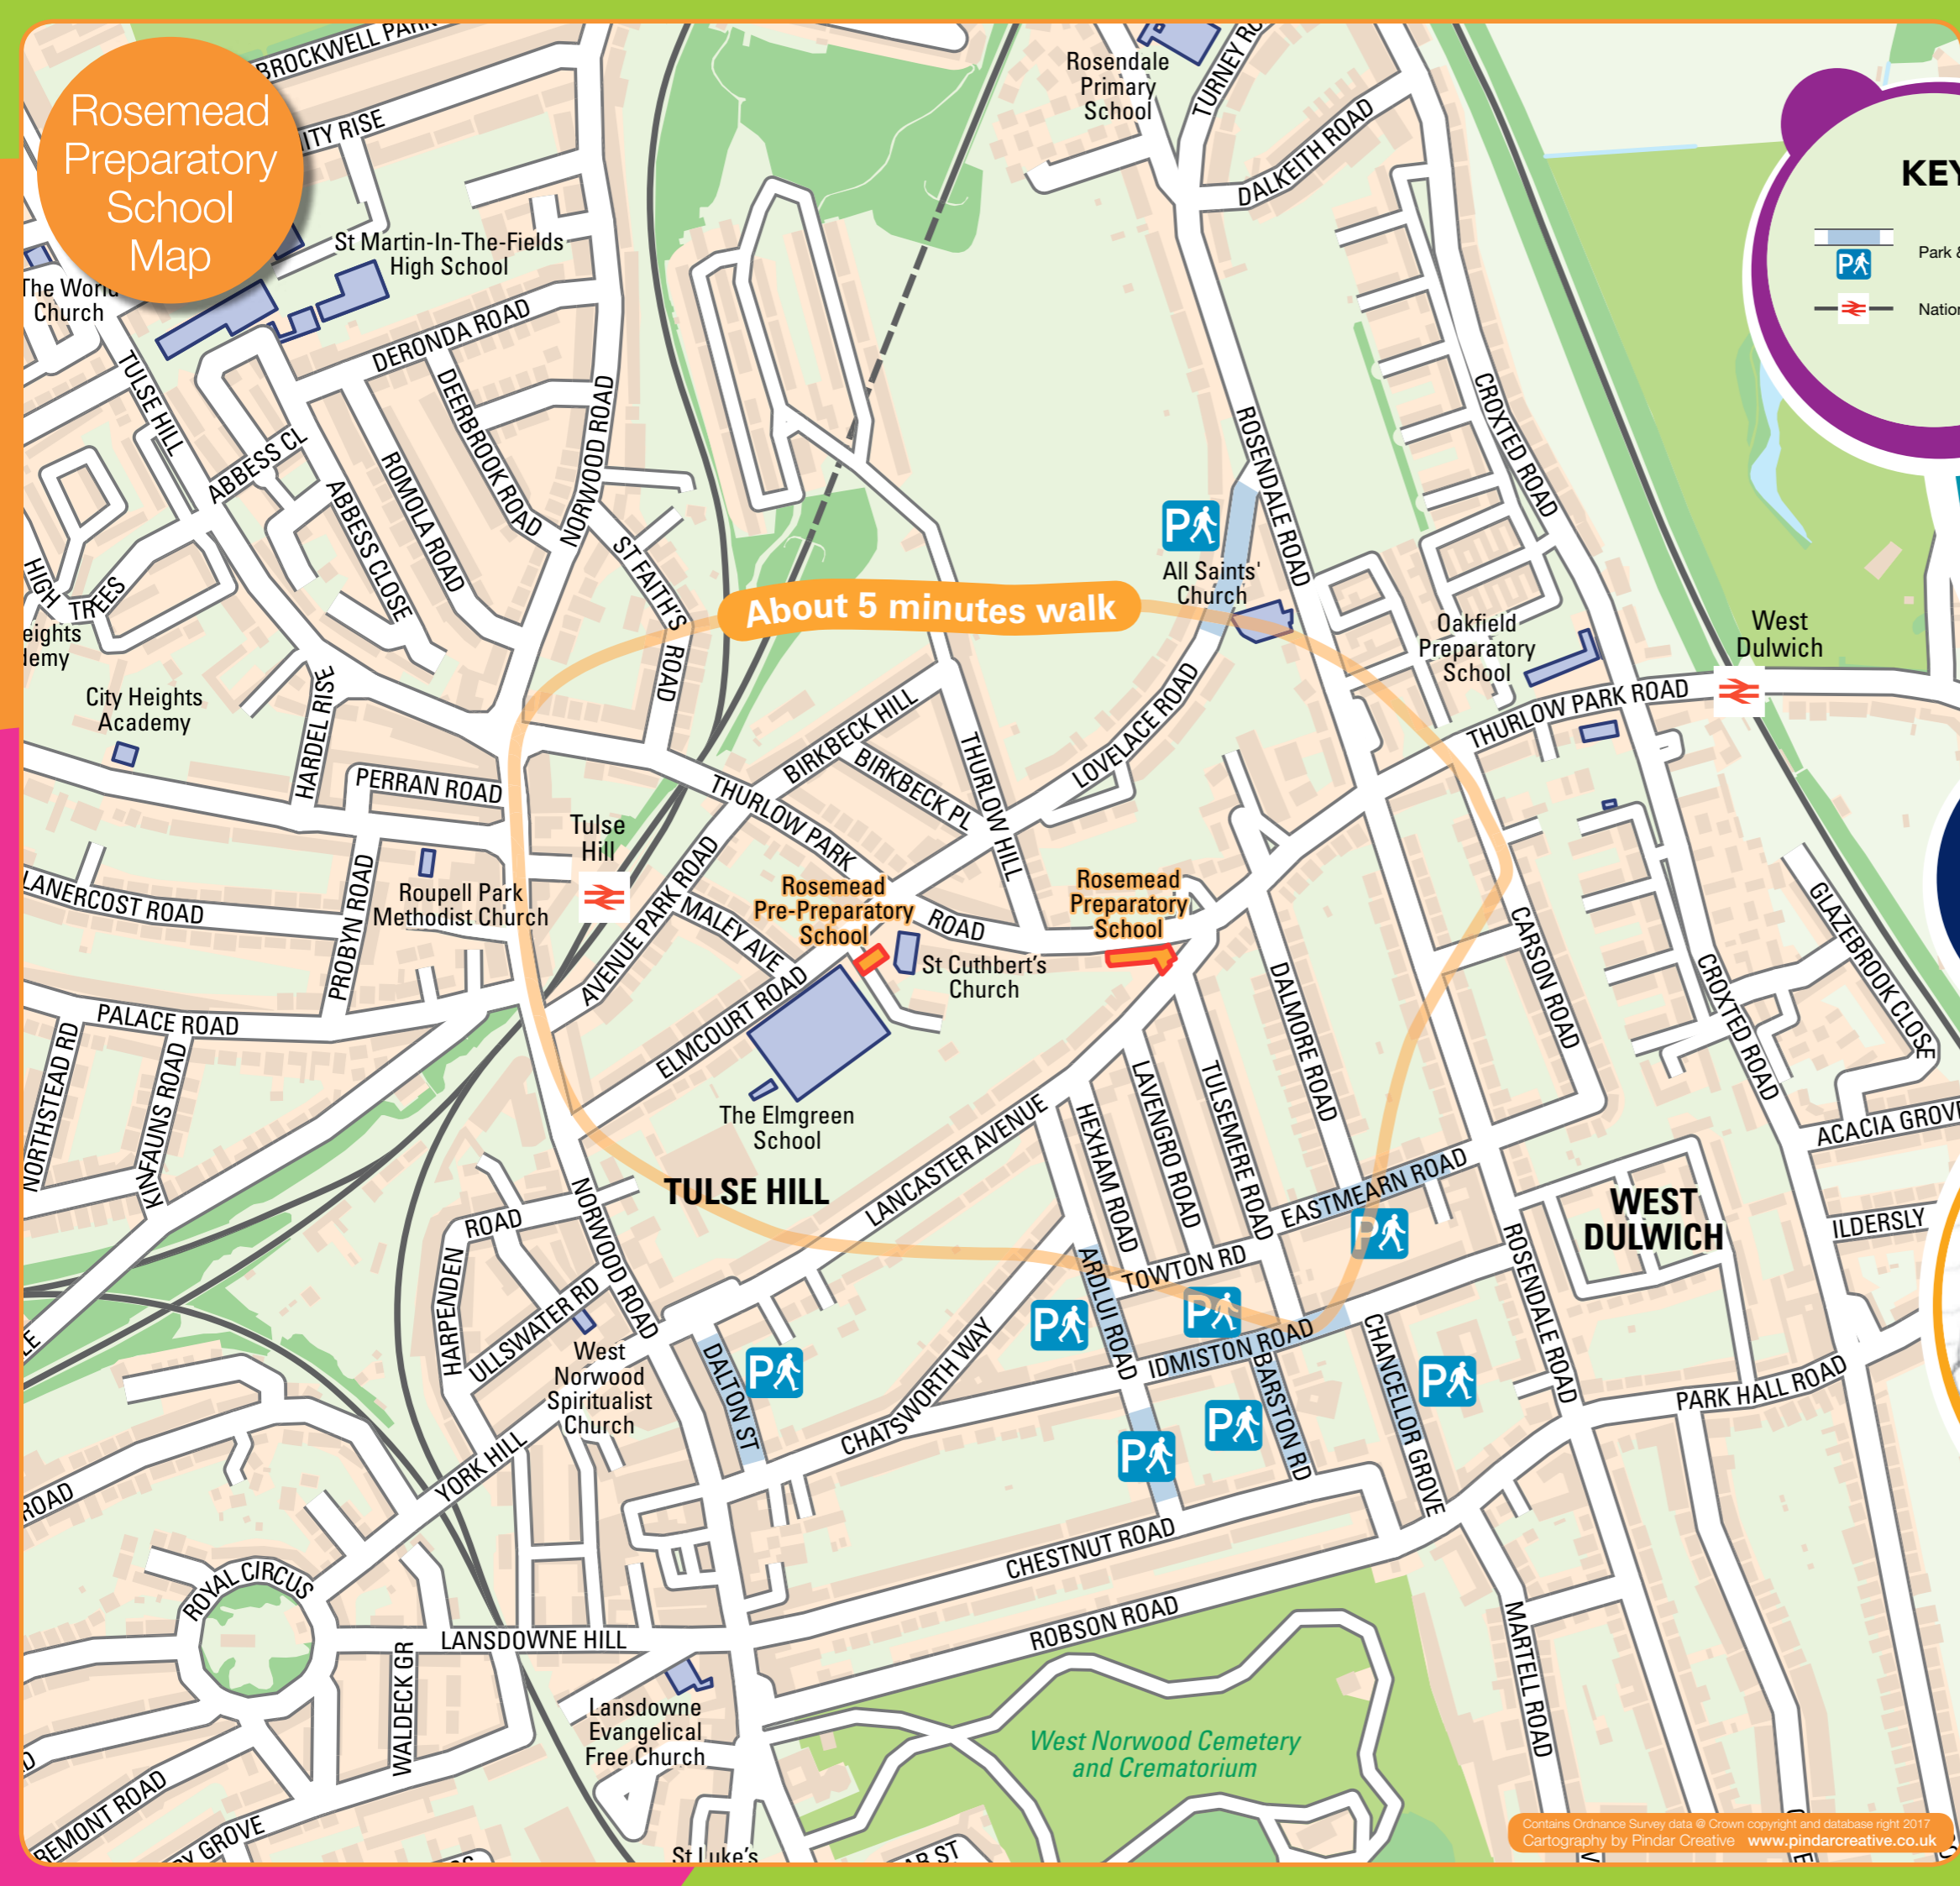 Rosemead
Preparatory
School
Map
BROCKWELL PARK
ITY RISE
St Martin-In-The-Fields
High School
The World
Church
DERONDA ROAD
TULSE HILL
DEERBROOK ROAD
NORWOOD ROAD
ABBESS CL
ROMOLA ROAD
ABBESS CLOSE
HIGH
TREES
eights
demy
City Heights
Academy
HARDEL RISE
ST FAITH'S
ROAD
PERRAN ROAD
Rosendale
Primary
School
TURNEY RO
DALKEITH ROAD
KEY
P
Park &
Nation
ROSENDALE ROAD
CROXTED ROAD
P
All Saints'
Church
About 5 minutes walk
Oakfield
Preparatory
School
West
Dulwich
THURLOW PARK ROAD
BIRKBECK HILL
BIRKBECK PL
THURLOW HILL
LOVELACE ROAD
THURLOW PARK
ROAD
Tulse
Hill
Roupell Park
Methodist Church
LANERCOST ROAD
PROBYN ROAD
AVENUE PARK ROAD
MALEY AVE
Rosemead
Pre-Preparatory
School
Rosemead
Preparatory
School
St Cuthbert's
Church
ELMCOURT ROAD
The Elmgreen
School
PALACE ROAD
NORTHSTEAD RD
KINFAUNS ROAD
GLAZEBROOK CLOSE
CARSON ROAD
CROXTED ROAD
DALMORE ROAD
ACACIA GROVE
TULSE HILL
LANCASTER AVENUE
HEXHAM ROAD
LAVENGRO ROAD
TULSEMERE ROAD
EASTMEARN ROAD
P
WEST
DULWICH
ILDERSLY
ROSENDALE ROAD
HARPENDEN
ROAD
NORWOOD ROAD
ULLSWATER RD
West
Norwood
Spiritualist
Church
DALTON ST
P
CHATSWORTH WAY
P
ARDLUI ROAD
TOWTON RD
P
IDMISTON ROAD
BARSTON RD
P
P
CHANCELLOR GROVE
P
PARK HALL ROAD
YORK HILL
ROAD
LE
ROYAL CIRCUS
LANSDOWNE HILL
WALDECK GR
CHESTNUT ROAD
ROBSON ROAD
MARTELL ROAD
Lansdowne
Evangelical
Free Church
West Norwood Cemetery
and Crematorium
REMONT ROAD
Y GROVE
St Luke's
AR ST
Contains Ordnance Survey data @ Crown copyright and database right 2017
Cartography by Pindar Creative www.pindarcreative.co.uk